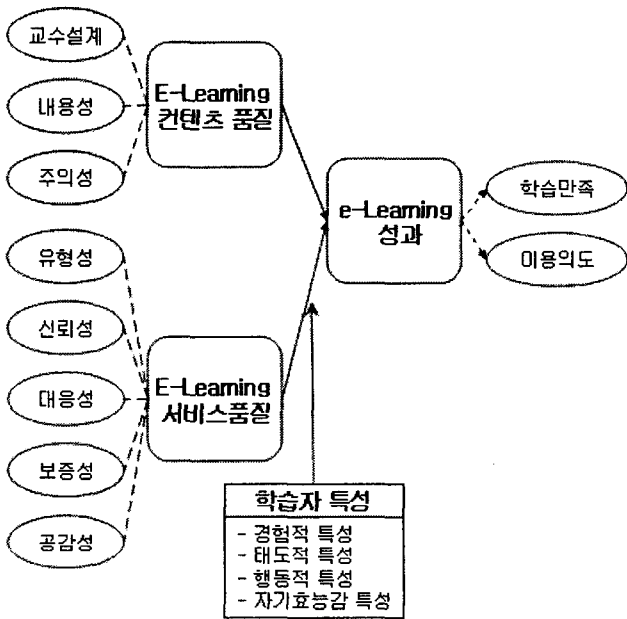 교수설계
내용성
주의성
E-Learning
컨텐츠 품질
유형성
신뢰성
대응성
보증성
공감성
E-Learning
서비스품질
e-Learning
성과
학습만족
이용의도
학습자 특성
- 경험적 특성
- 태도적 특성
- 행동적 특성
- 자기효능감 특성